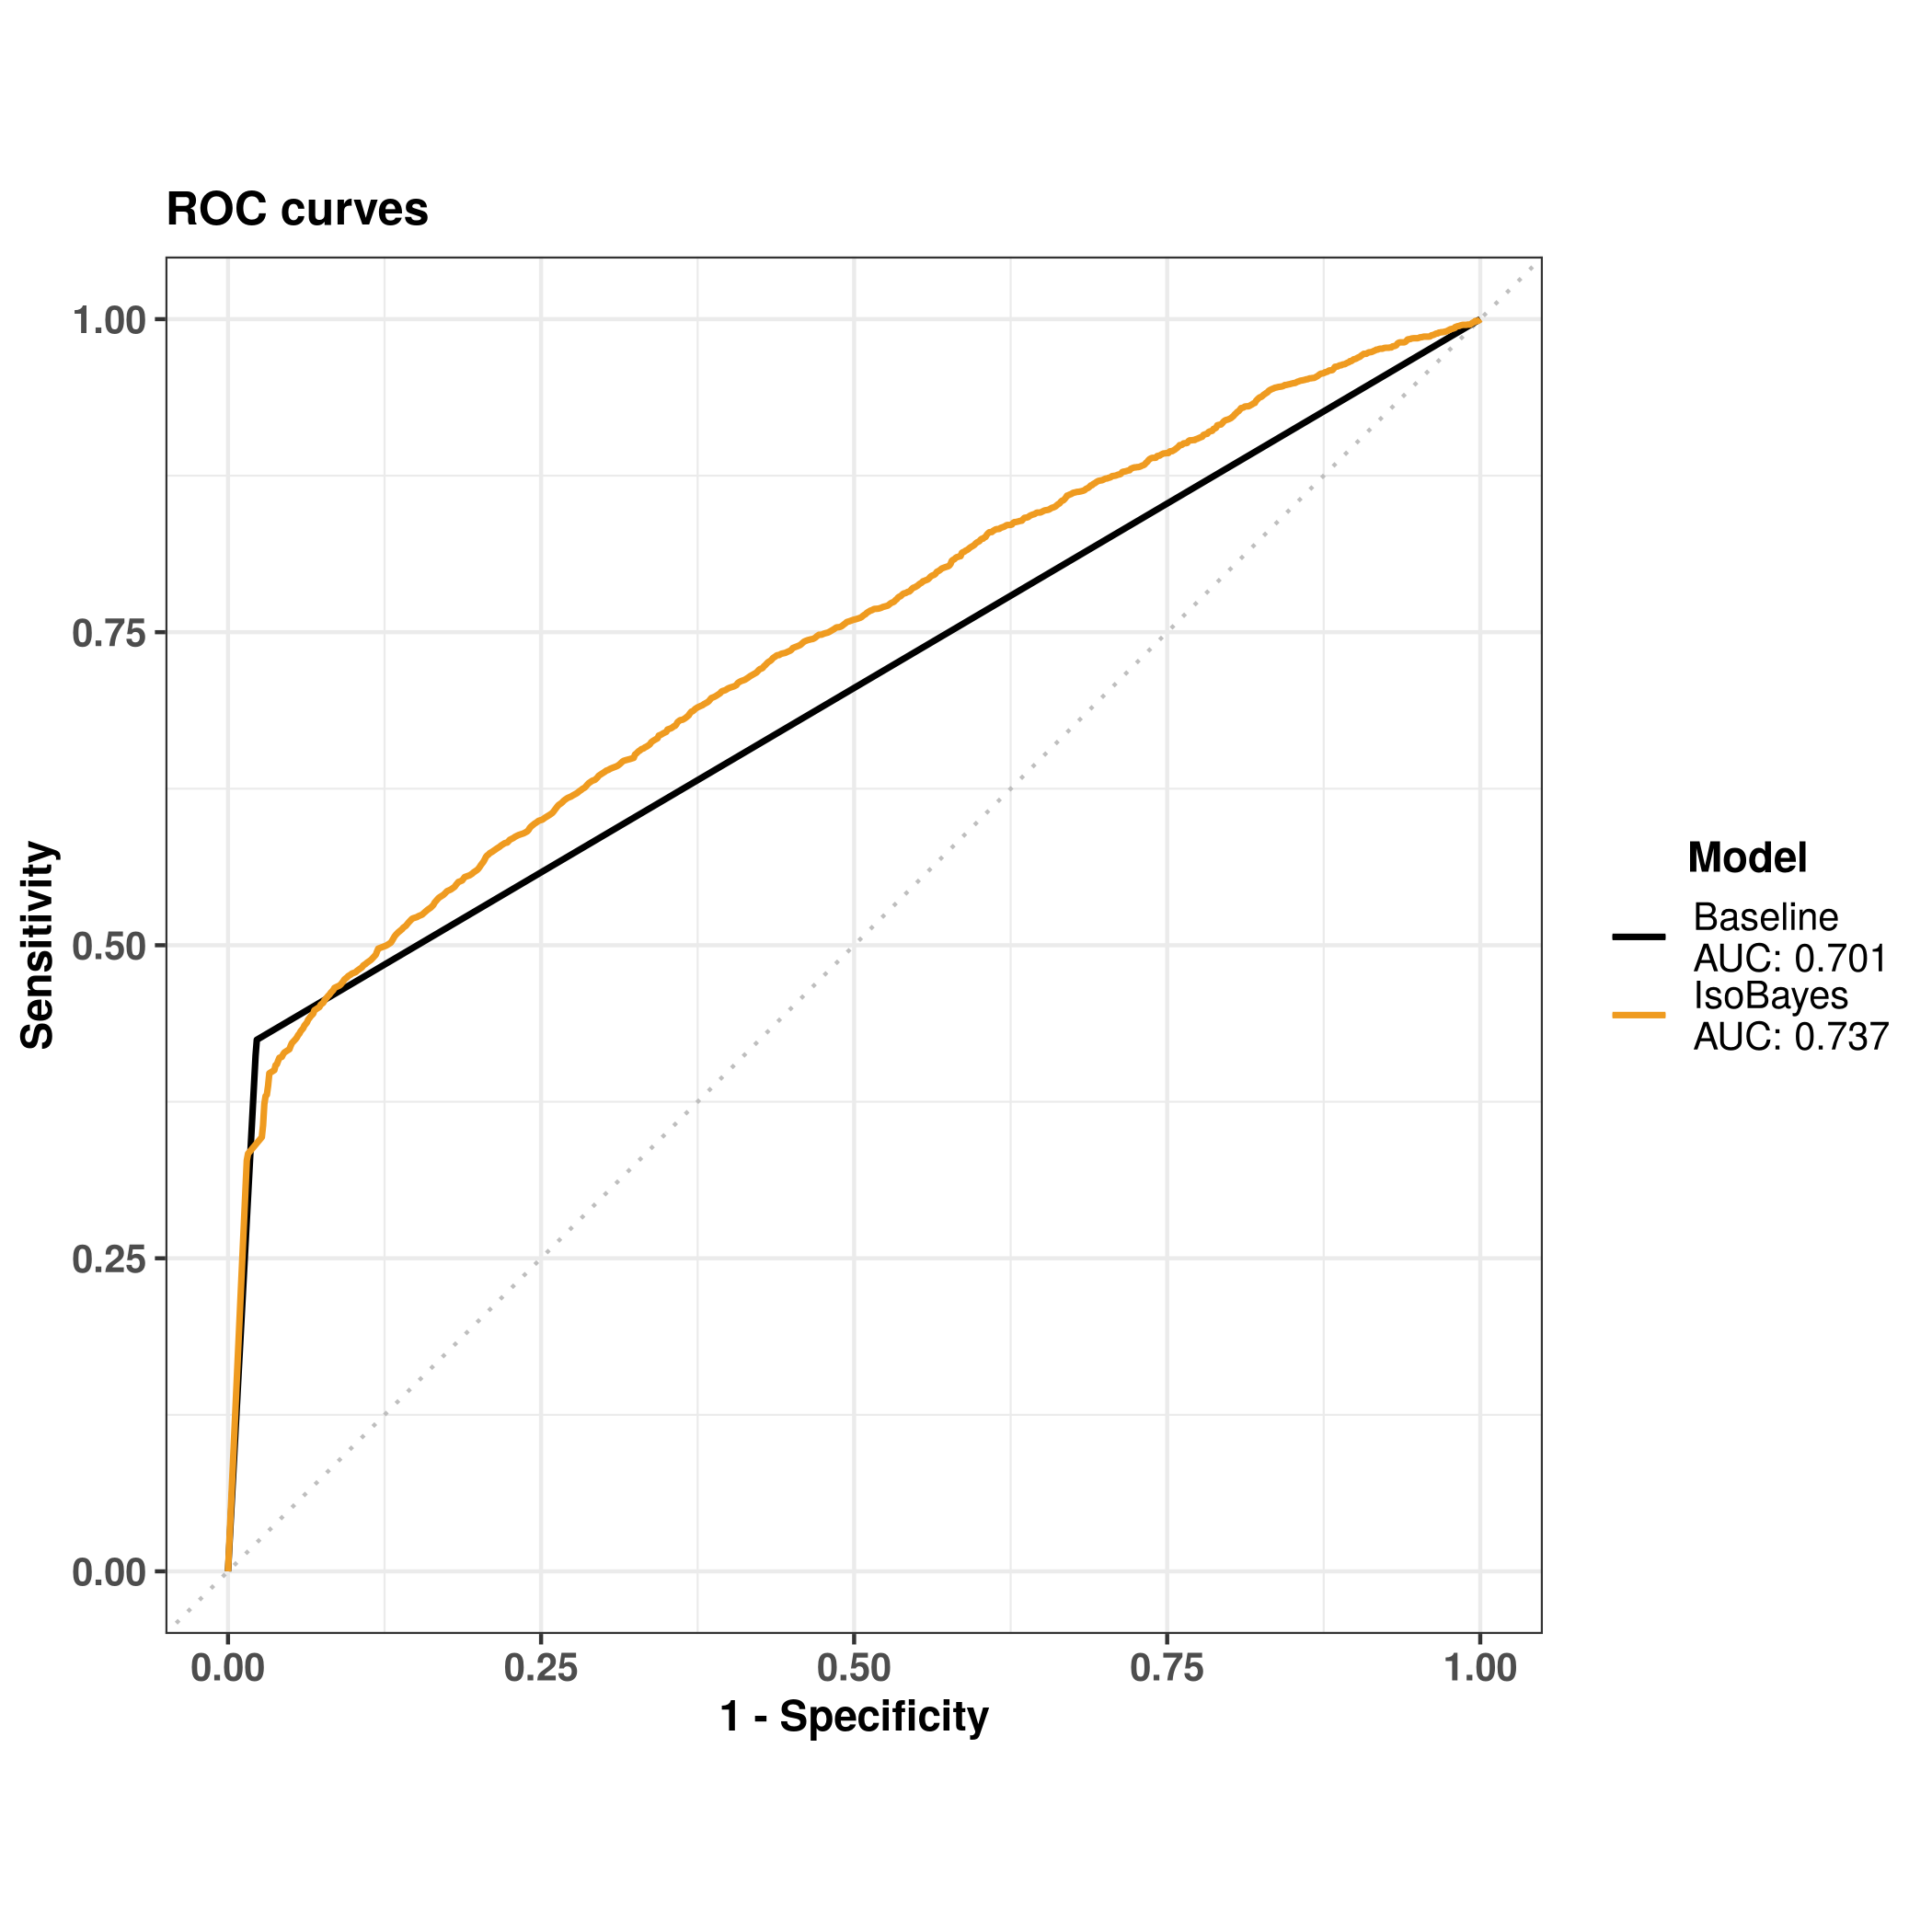 ROC curves
1.00
0.75
0.50
0.25
0.00
Sensitivity
0.00 0.25 0.50 0.75 1.00
1 - Specificity
Model
Baseline
AUC: 0.701
IsoBayes
AUC: 0.737